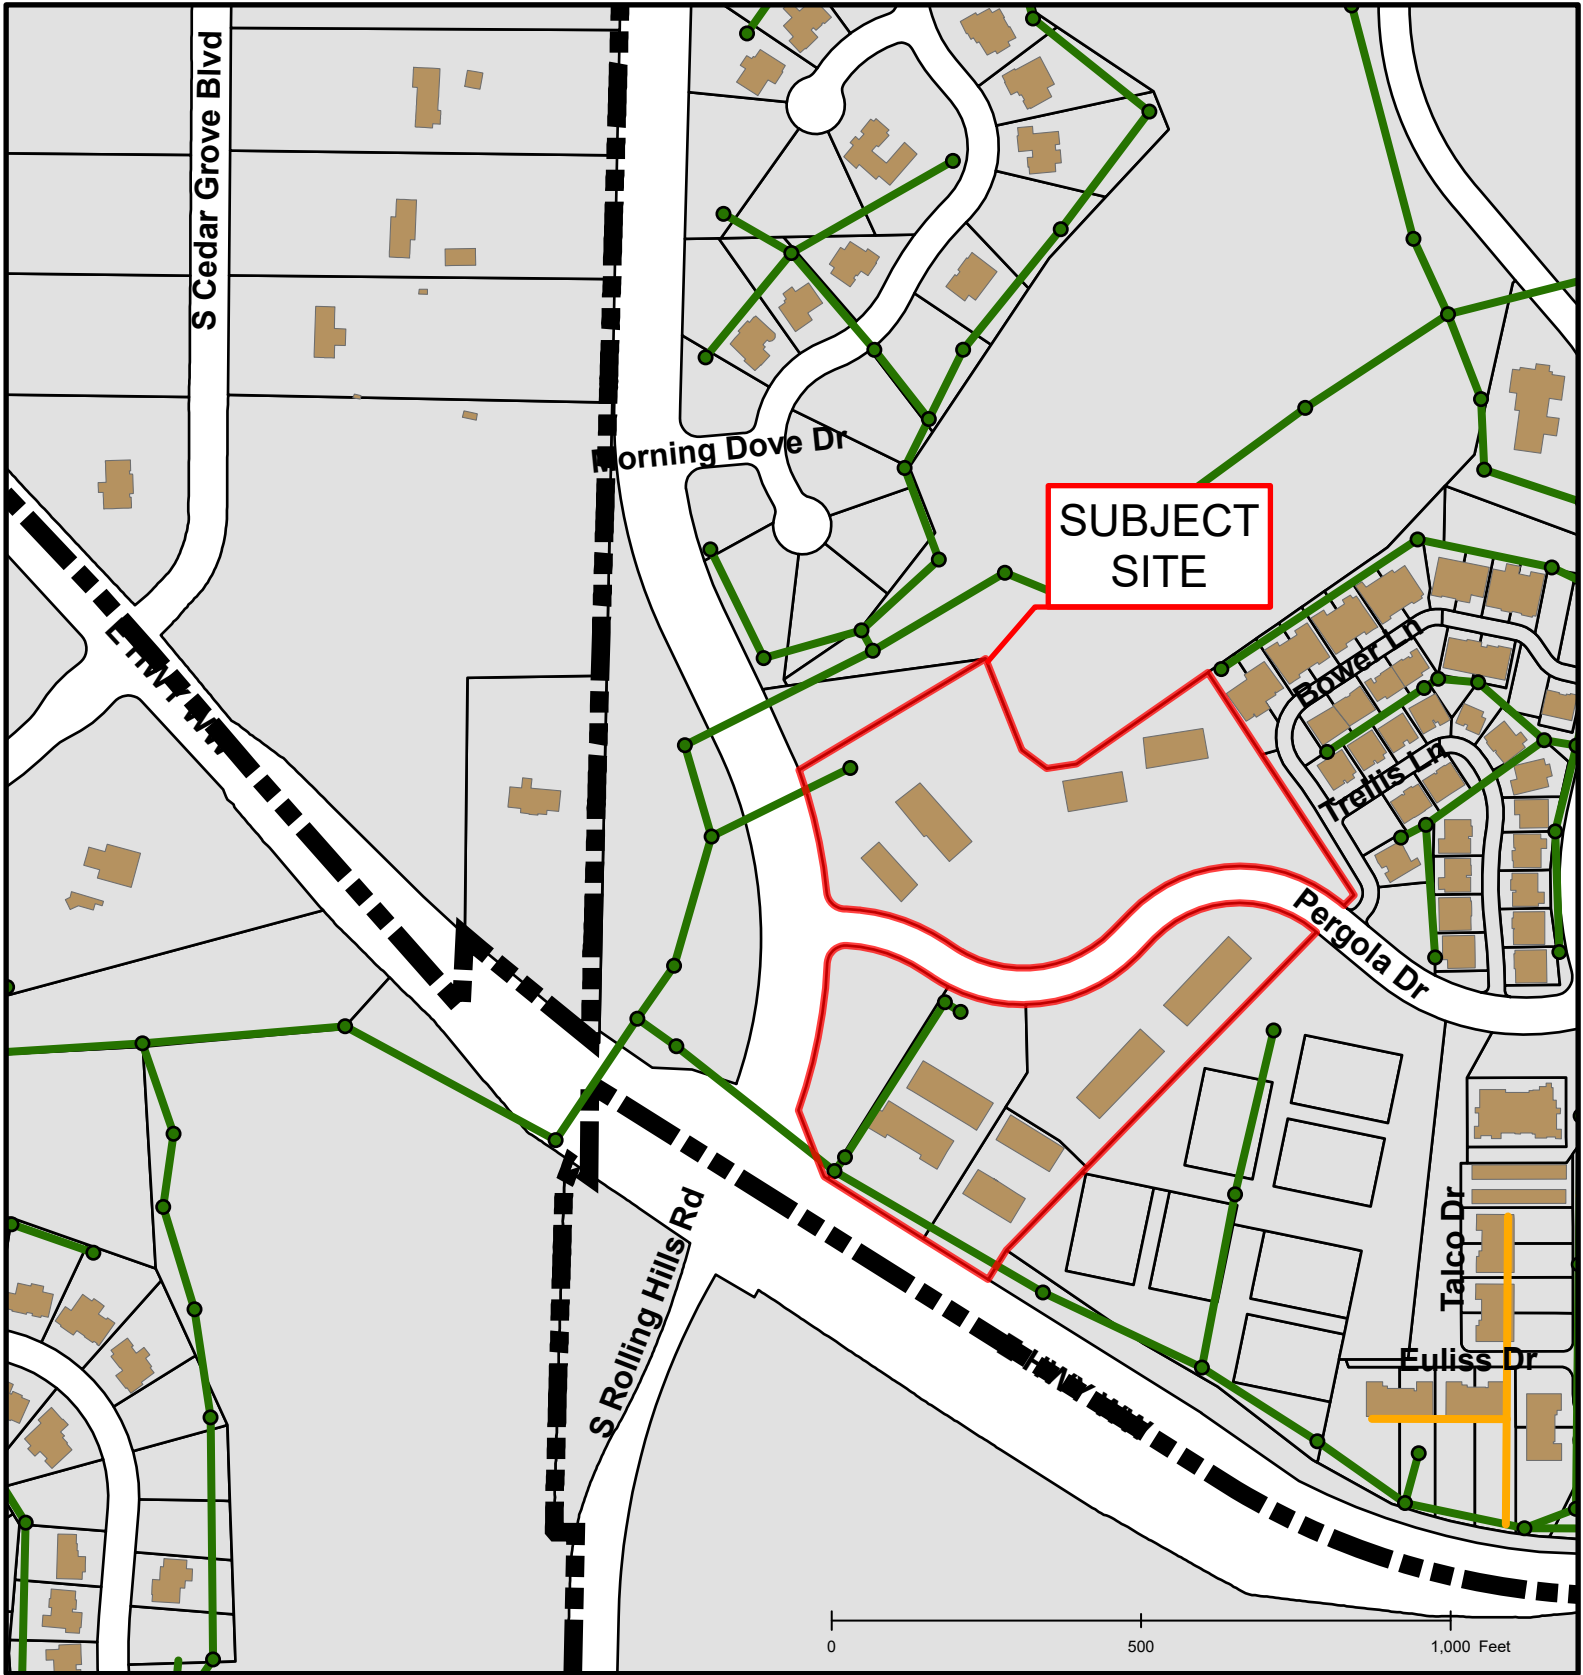 S Cedar Grove Blvd
Morning Dove Dr
SUBJECT
SITE
Bower Ln
Trellis Ln
Pergola Dr
S Rolling Hills Rd
Talco Dr
Euliss Dr
0
500
1,000 Feet